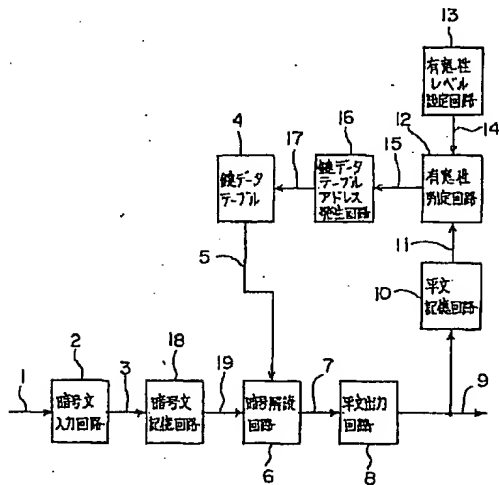 13
有意性
レベル
設定回路
12
14
4
16
17
15
鍵データ
テーブル
鍵データ
テーブル
アドレス
発生回路
有意性
判定回路
11
5
10
平文
記憶回路
2
18
7
1
3
19
9
暗号文
入力回路
暗号文
記憶回路
暗号解読
回路
平文出力
回路
6
8